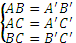 AB = A'B'
AC = A'C'
BC = B'C'